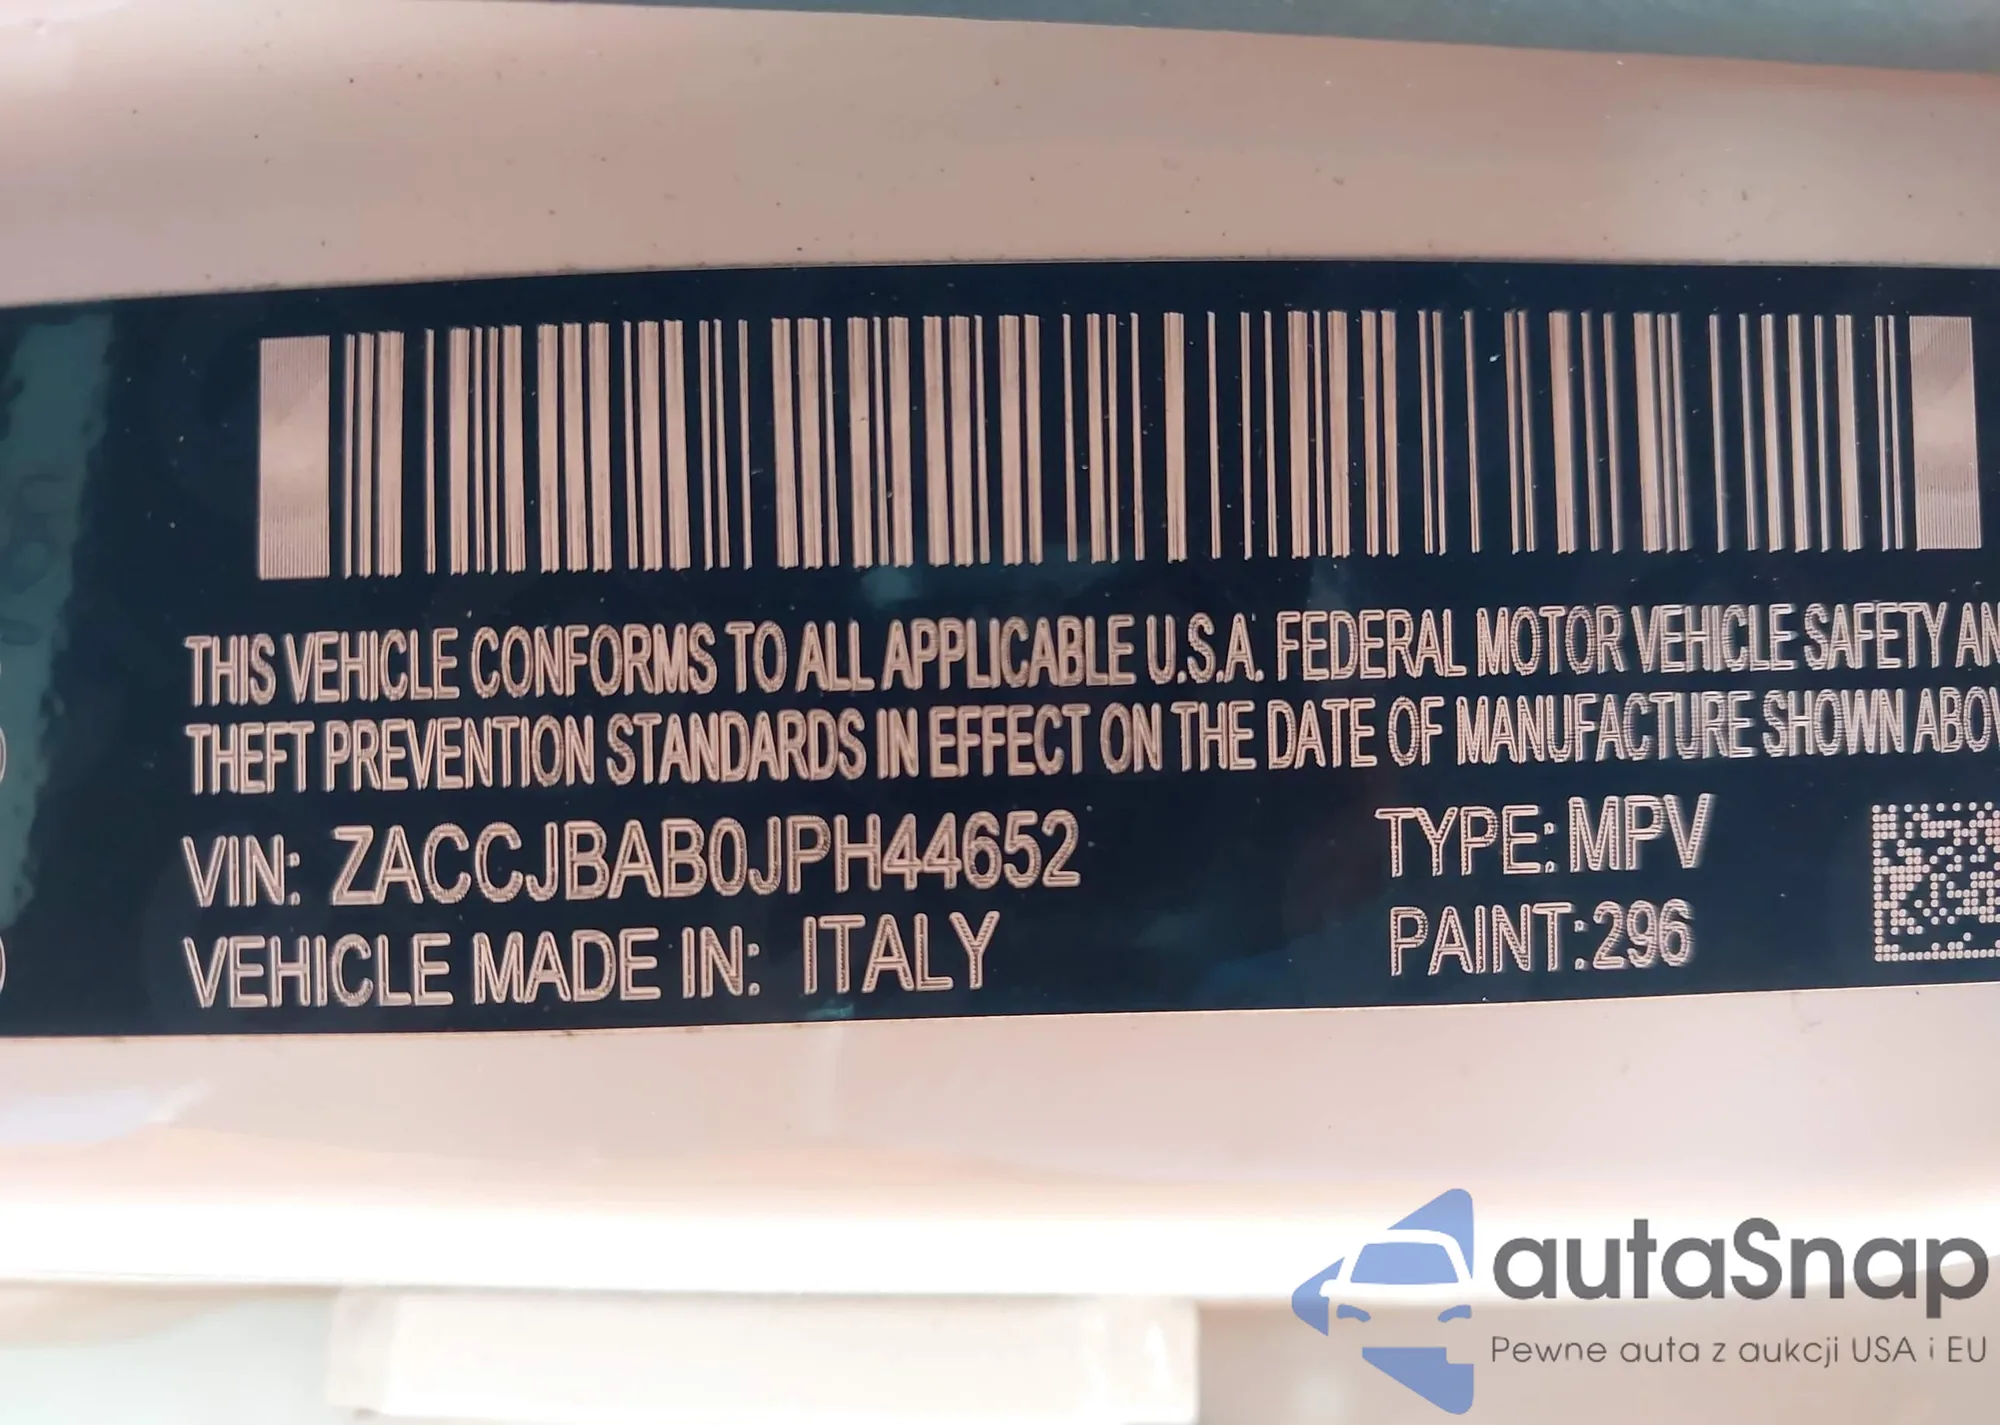 THIS VEHICLE CONFORMS TO ALL APPLICABLE U.S.A. FEDERAL MOTOR VEHICLE SAFETY AN
THEFT PREVENTION STANDARDS IN EFFECT ON THE DATE OF MANUFACTURE SHOWN ABOV
VIN: ZACCJBAB0JPH44652 TYPE: MPV
VEHICLE MADE IN: ITALY PAINT:296
autaSnap
Pewne auta z aukcji USA i EU